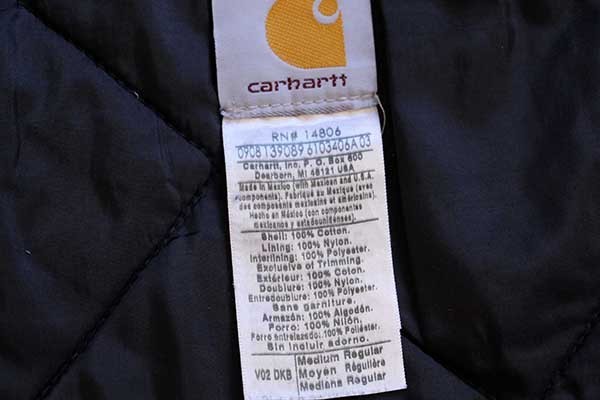 carhartt
RN# 14806
0908139089 6103406A 03
Carhartt, Inc. P. O. Box 600
Dearborn, MI 48121 USA
Made in Mexico (with Mexican and U.S.A.
components). Fabriqué au Mexique (avec
des composants mexicains et américains.
Hecho en México (con componentes
mexicanos y estadounidenses).
Shell: 100% Cotton.
Lining: 100% Nylon.
Interlining: 100% Polyester.
Exclusive of Trimming.
Extérieur: 100% Coton.
Doublure: 100% Nylon.
Entredoublure: 100% Polyester
Sans garniture.
Armazón: 100% Algodón.
Forro: 100% Nilón.
Forro entrelazado: 100% Poliéster.
Sin incluir adorno.
V02 DKB
Medium Regular
Moyen Régulière
Mediana Regular